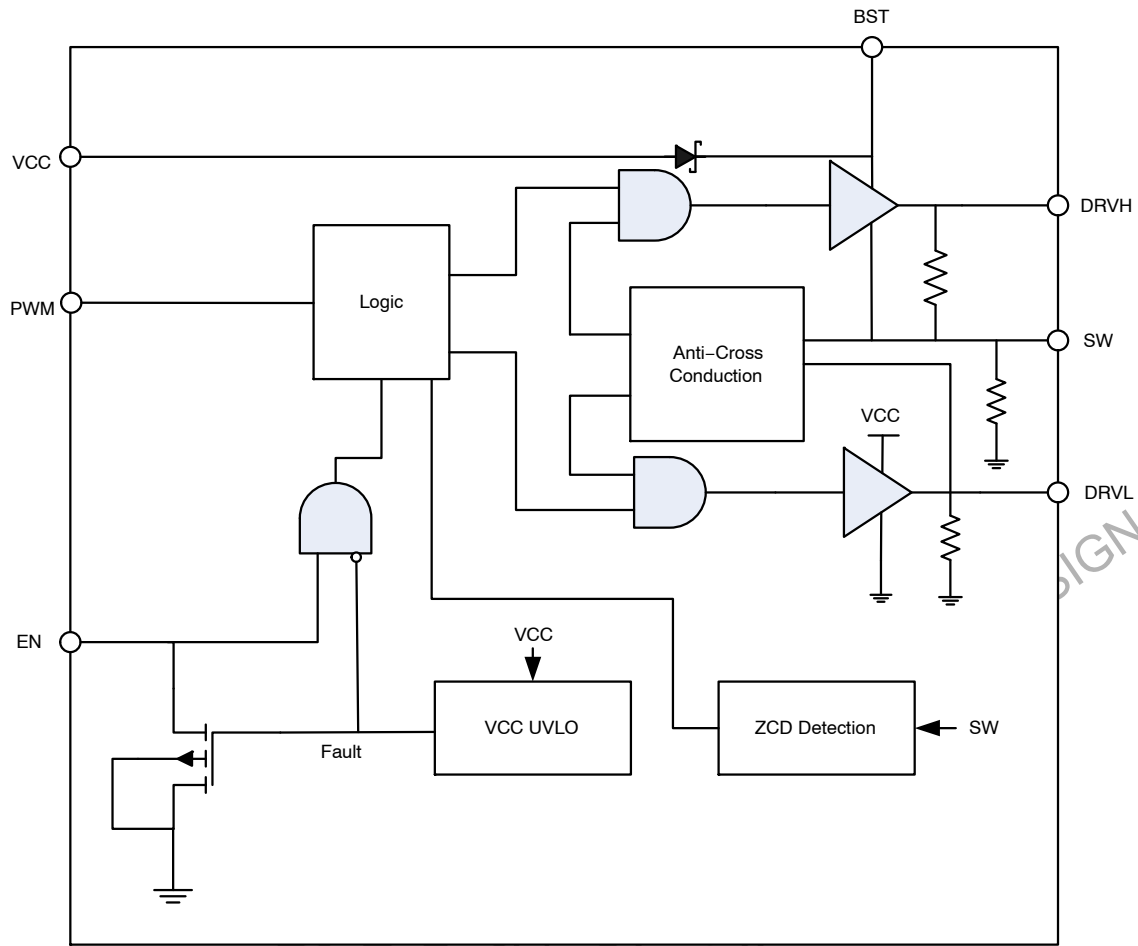 BST
VCC
DRVH
PWM
Logic
SW
Anti−Cross
Conduction
VCC
DRVL
EN
VCC
VCC UVLO
ZCD Detection
SW
Fault